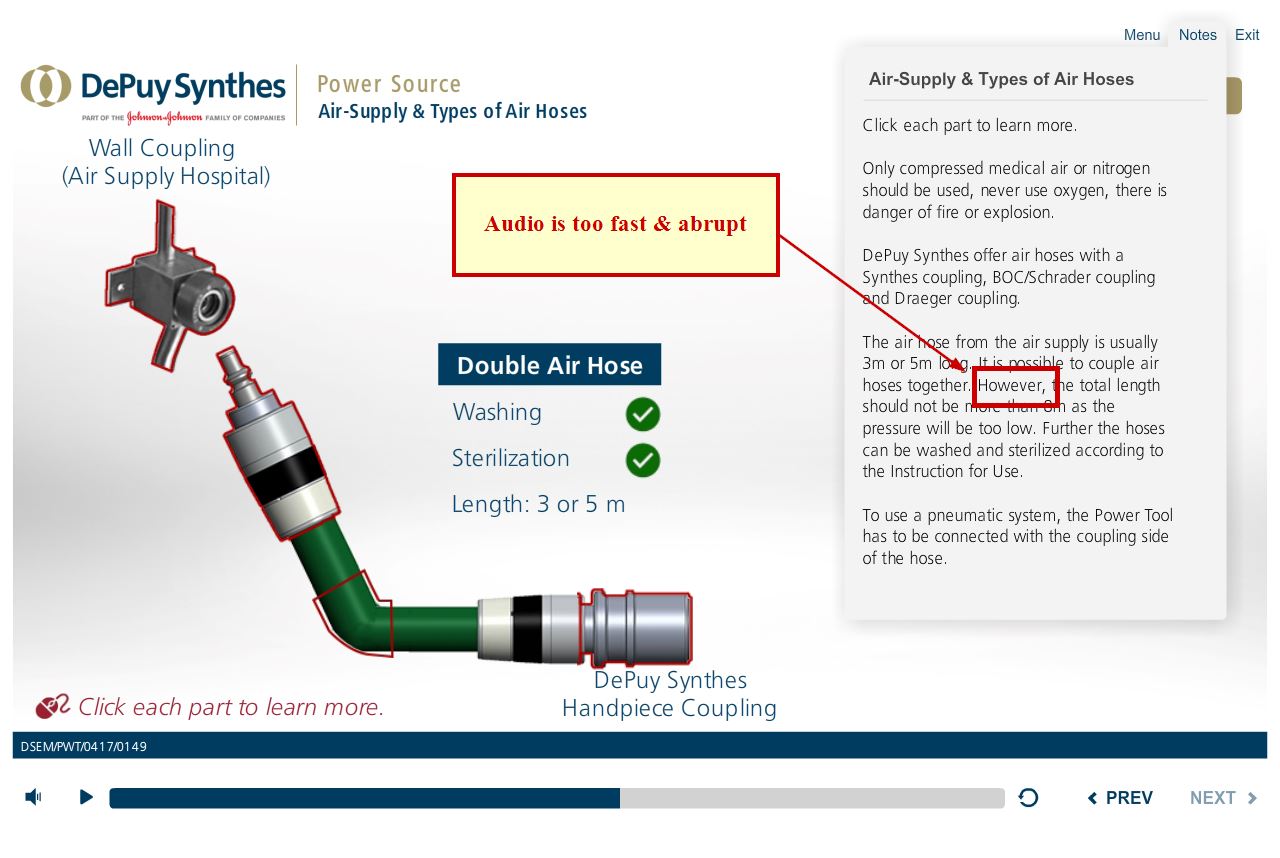 Menu Notes Exit
DePuy Synthes
PART OF THE Johnson & Johnson FAMILY OF COMPANIES
Power Source
Air-Supply & Types of Air Hoses
Wall Coupling
(Air Supply Hospital)
Audio is too fast & abrupt
Double Air Hose
Washing
Sterilization
Length: 3 or 5 m
DePuy Synthes
Handpiece Coupling
Click each part to learn more.
Air-Supply & Types of Air Hoses
Click each part to learn more.
Only compressed medical air or nitrogen
should be used, never use oxygen, there is
danger of fire or explosion.
DePuy Synthes offer air hoses with a
Synthes coupling, BOC/Schrader coupling
and Draeger coupling.
The air hose from the air supply is usually
3m or 5m long. It is possible to couple air
hoses together. However, the total length
should not be more than 8m as the
pressure will be too low. Further the hoses
can be washed and sterilized according to
the Instruction for Use.
To use a pneumatic system, the Power Tool
has to be connected with the coupling side
of the hose.
DSEM/PWT/0417/0149
PREV NEXT